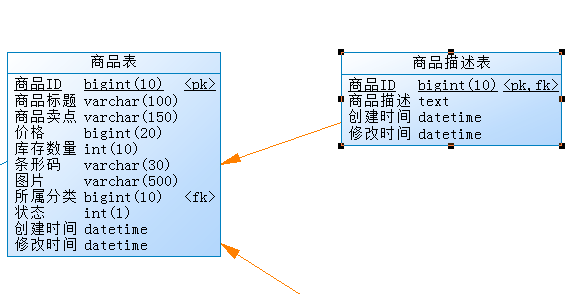 商品表
商品ID bigint(10) <pk>
商品标题 varchar(100)
商品卖点 varchar(150)
价格 bigint(20)
库存数量 int(10)
条形码 varchar(30)
图片 varchar(500)
所属分类 bigint(10) <fk>
状态 int(1)
创建时间 datetime
修改时间 datetime
商品描述表
商品ID bigint(10) <pk,fk>
商品描述 text
创建时间 datetime
修改时间 datetime